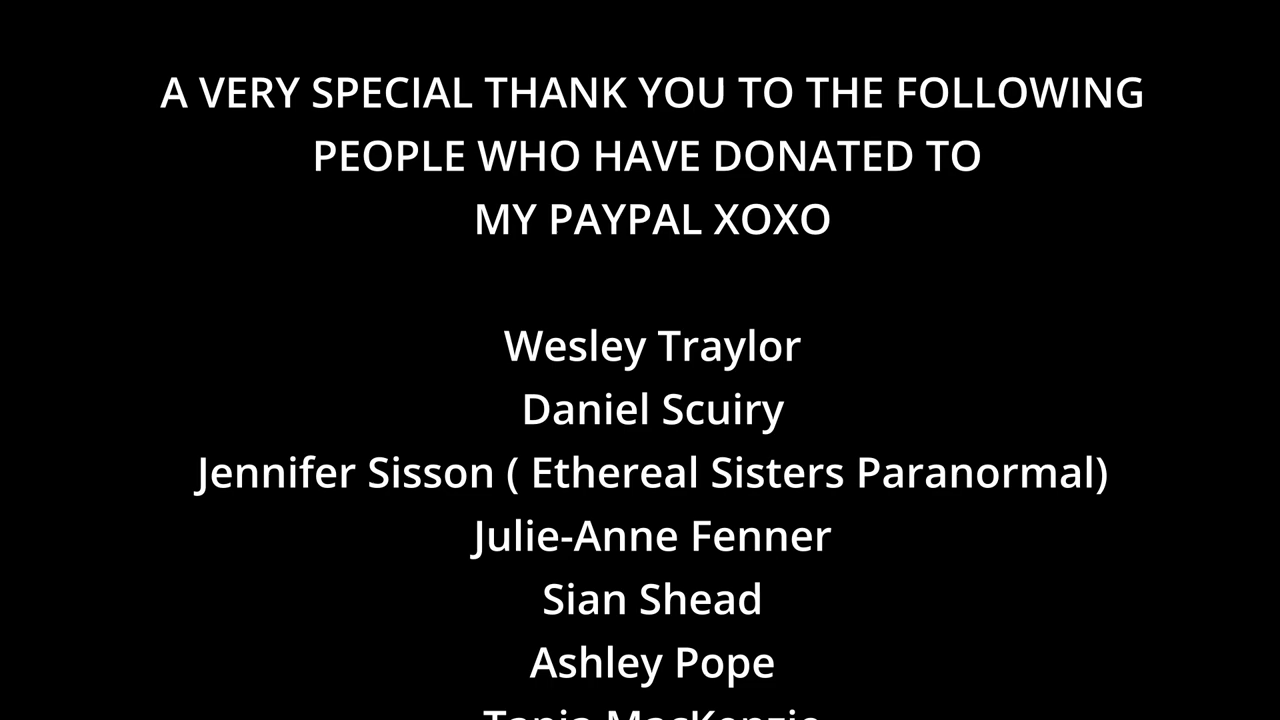 A VERY SPECIAL THANK YOU TO THE FOLLOWING
PEOPLE WHO HAVE DONATED TO
MY PAYPAL XOXO
Wesley Traylor
Daniel Scuiry
Jennifer Sisson ( Ethereal Sisters Paranormal)
Julie-Anne Fenner
Sian Shead
Ashley Pope